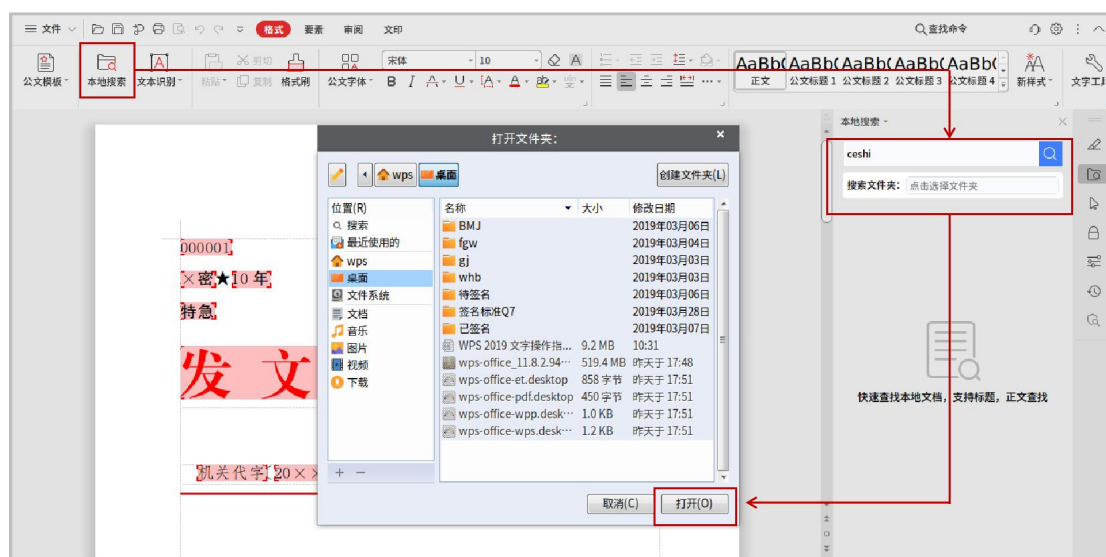 文件 格式 要素 审阅 文印 查找命令
公文模板 本地搜索 文本识别 粘贴 剪切 复制 格式刷 公文字体 宋体 10
B I A U A A
AaBb( AaBb( AaBb( AaBb( AaBb(
正文 公文标题 1 公文标题 2 公文标题 3 公文标题 4 新样式 文字工具
本地搜索
ceshi
搜索文件夹： 点击选择文件夹
快速查找本地文档，支持标题，正文查找
打开文件夹： ×
wps 桌面 创建文件夹(L)
位置(R)
搜索
最近使用的
wps
桌面
文件系统
文档
音乐
图片
视频
下载
名称 大小 修改日期
BMJ 2019年03月06日
fgw 2019年03月04日
gj 2019年03月03日
whb 2019年03月03日
待签名 2019年03月06日
签名标准Q7 2019年03月28日
已签名 2019年03月07日
WPS 2019 文字操作指... 9.2 MB 10:31
wps-office_11.8.2.94… 519.4 MB 昨天于 17:48
wps-office-et.desktop 858 字节 昨天于 17:51
wps-office-pdf.desktop 450 字节 昨天于 17:51
wps-office-wpp.desk… 1.0 KB 昨天于 17:51
wps-office-wps.desk… 1.2 KB 昨天于 17:51
取消(C) 打开(O)
000001
×密★10 年
特急
发 文
机关代字 20××